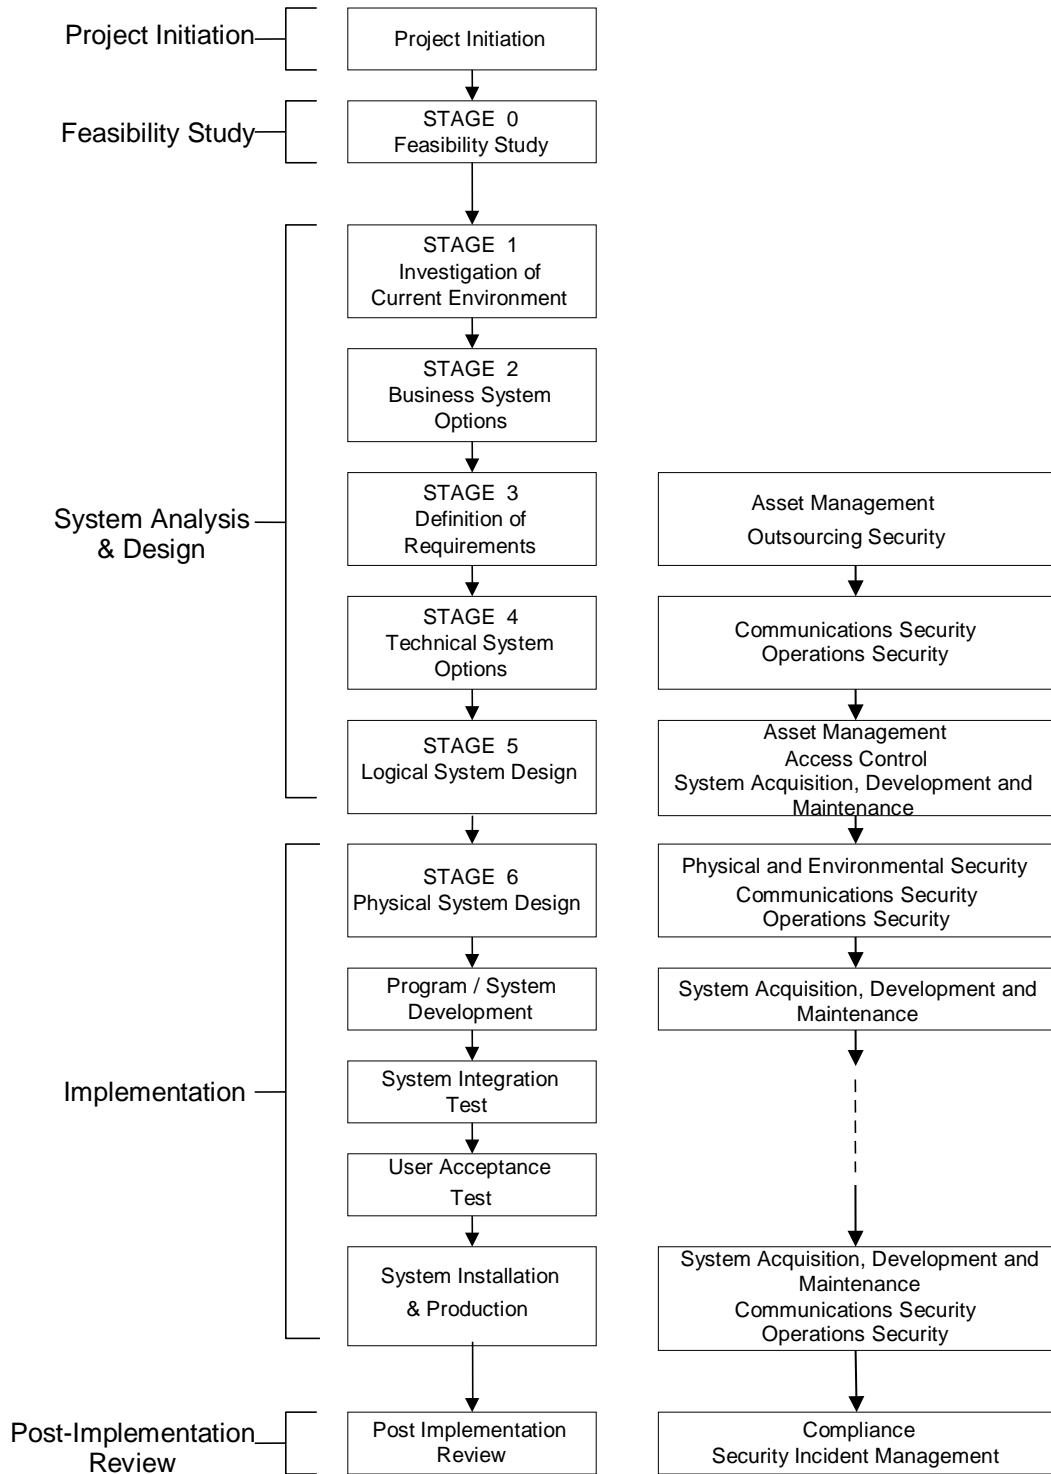 Project Initiation
Project Initiation
Feasibility Study
STAGE 0
Feasibility Study
STAGE 1
Investigation of
Current Environment
STAGE 2
Business System
Options
System Analysis
& Design
STAGE 3
Definition of
Requirements
Asset Management
Outsourcing Security
STAGE 4
Technical System
Options
Communications Security
Operations Security
STAGE 5
Logical System Design
Asset Management
Access Control
System Acquisition, Development and
Maintenance
Implementation
STAGE 6
Physical System Design
Physical and Environmental Security
Communications Security
Operations Security
Program / System
Development
System Acquisition, Development and
Maintenance
System Integration
Test
User Acceptance
Test
System Installation
& Production
System Acquisition, Development and
Maintenance
Communications Security
Operations Security
Post-Implementation
Review
Post Implementation
Review
Compliance
Security Incident Management